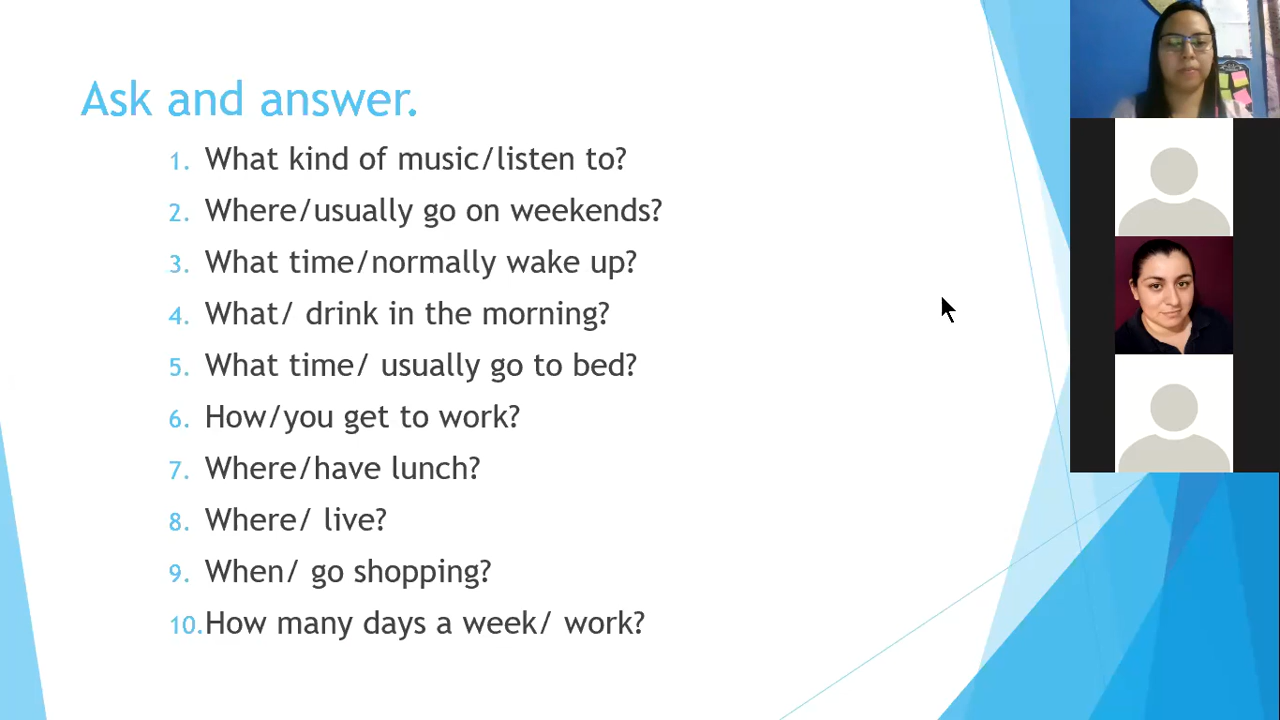 Ask and answer.
1. What kind of music/listen to?
2. Where/usually go on weekends?
3. What time/normally wake up?
4. What/ drink in the morning?
5. What time/ usually go to bed?
6. How/you get to work?
7. Where/have lunch?
8. Where/ live?
9. When/ go shopping?
10. How many days a week/ work?